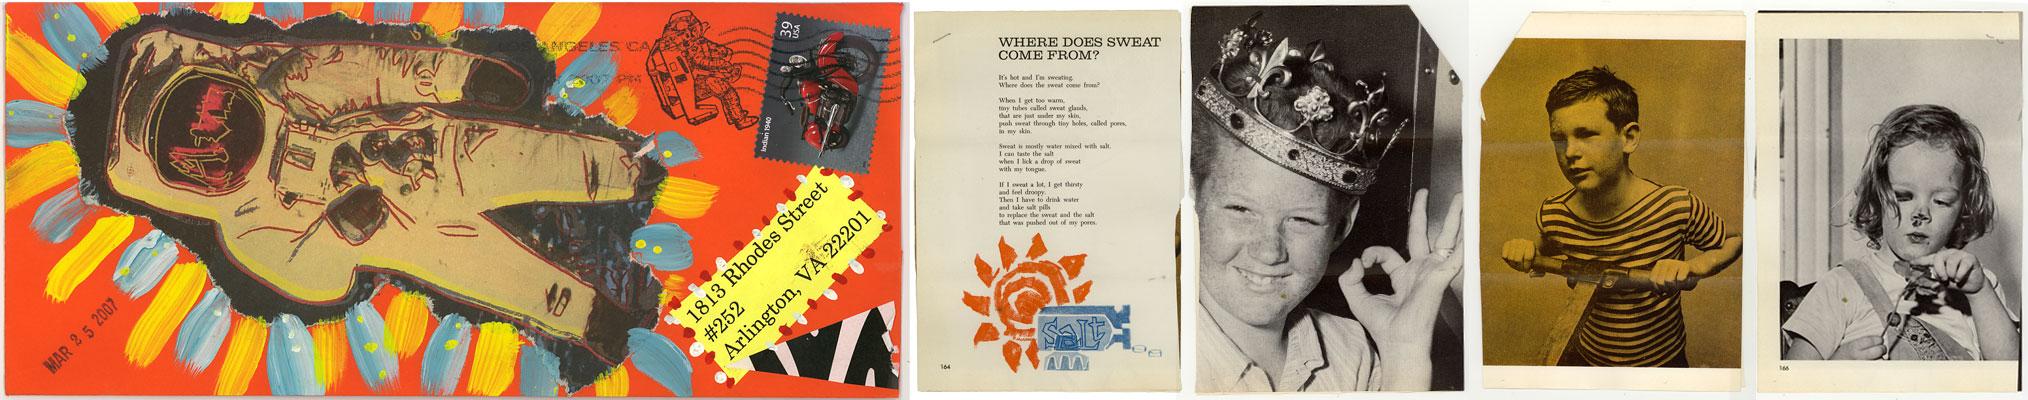 LOS ANGELES CA
2007 PM
39
USA
Indian 1940
MAR 25 2007
1813 Rhodes Street
#252
Arlington, VA 22201
WHERE DOES SWEAT
COME FROM?
It's hot and I'm sweating.
Where does the sweat come from?
When I get too warm,
tiny tubes called sweat glands,
that are just under my skin,
push sweat through tiny holes, called pores,
in my skin.
Sweat is mostly water mixed with salt.
I can taste the salt
when I lick a drop of sweat
with my tongue.
If I sweat a lot, I get thirsty
and feel droopy.
Then I have to drink water
and take salt pills
to replace the sweat and the salt
that was pushed out of my pores.
Salt
164
166